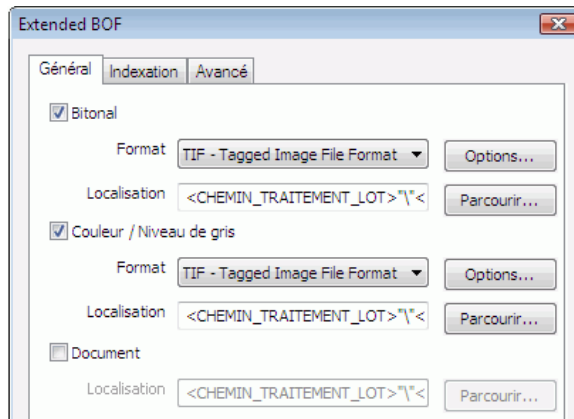 Extended BOF
Général Indexation Avancé
Bitonal
Format TIF - Tagged Image File Format Options...
Localisation <CHEMIN_TRAITEMENT_LOT>"\"< Parcourir...
Couleur / Niveau de gris
Format TIF - Tagged Image File Format Options...
Localisation <CHEMIN_TRAITEMENT_LOT>"\"< Parcourir...
Document
Localisation <CHEMIN_TRAITEMENT_LOT>"\"< Parcourir...